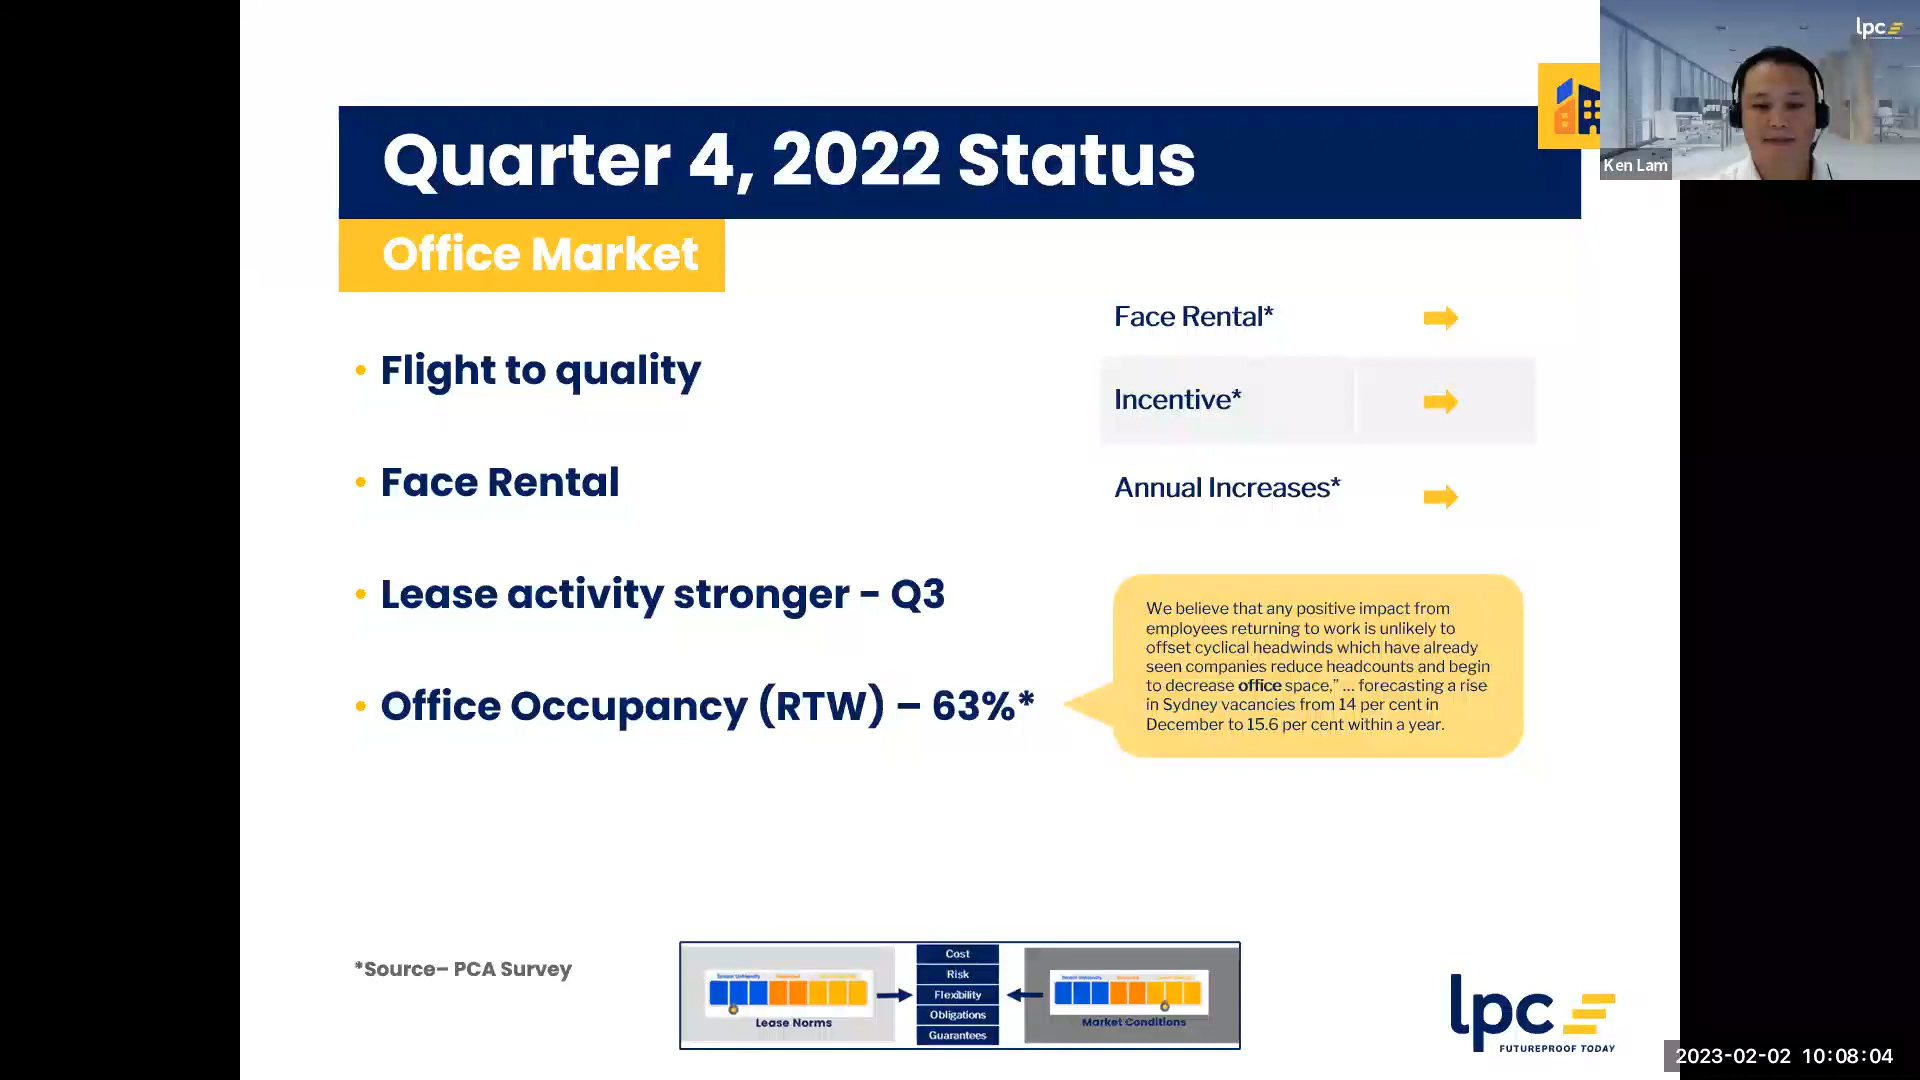 lpc
Ken Lam
Quarter 4, 2022 Status
Office Market
• Flight to quality
• Face Rental
• Lease activity stronger - Q3
• Office Occupancy (RTW) – 63%*
Face Rental*
Incentive*
Annual Increases*
We believe that any positive impact from
employees returning to work is unlikely to
offset cyclical headwinds which have already
seen companies reduce headcounts and begin
to decrease office space,” ... forecasting a rise
in Sydney vacancies from 14 per cent in
December to 15.6 per cent within a year.
*Source– PCA Survey
Lease Norms
Cost
Risk
Flexibility
Obligations
Guarantees
Market Conditions
lpc
FUTUREPROOF TODAY
2023-02-02 10:08:04